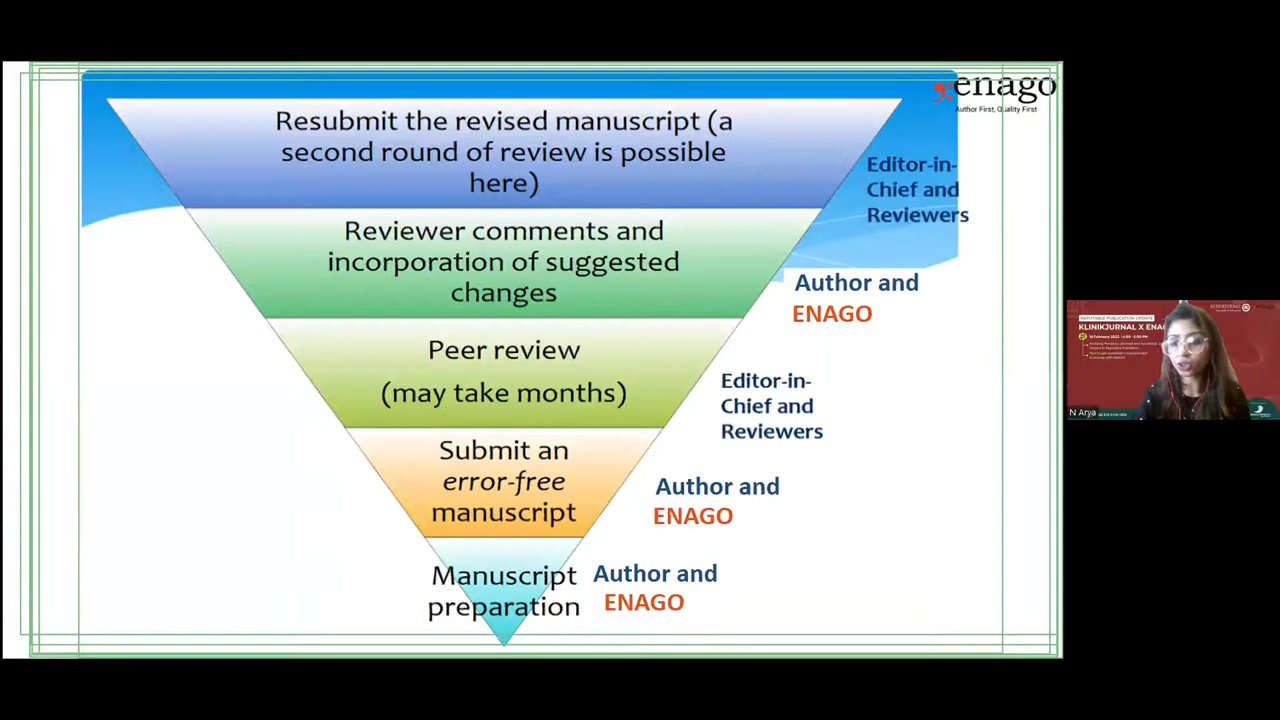 enago
Author First, Quality First
Resubmit the revised manuscript (a
second round of review is possible
here)
Editor-in-
Chief and
Reviewers
Reviewer comments and
incorporation of suggested
changes
Author and
ENAGO
Peer review
(may take months)
Editor-in-
Chief and
Reviewers
Submit an
error-free
manuscript
Author and
ENAGO
Manuscript
preparation
Author and
ENAGO
REPUTABLE PUBLICATION UPDATE
KLINIKJURNAL X ENAG
N Arya